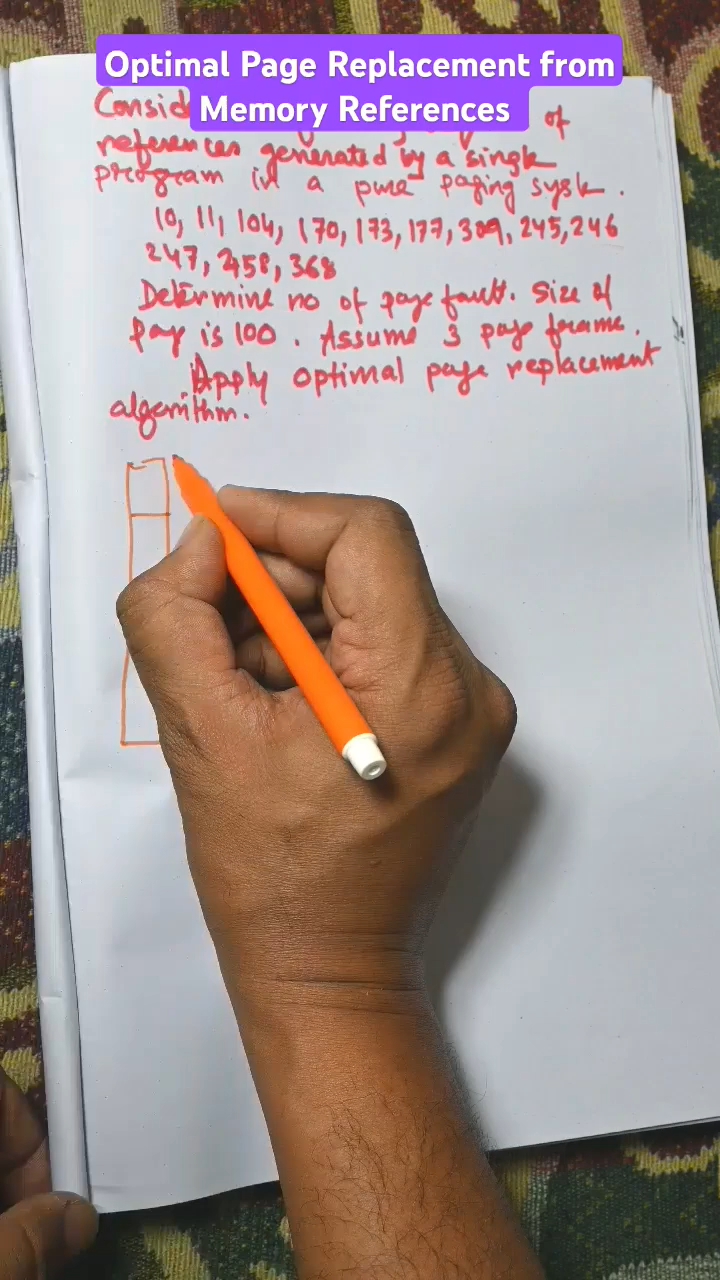 Optimal Page Replacement from
Memory References
Consid of
references generated by a single
program in a pure paging syste.
10, 11, 104, 170, 173, 177, 309, 245, 246
247, 458, 368
Determine no of page fault. Size of
Page is 100. Assume 3 page frame.
Apply optimal page replacement
algorithm.